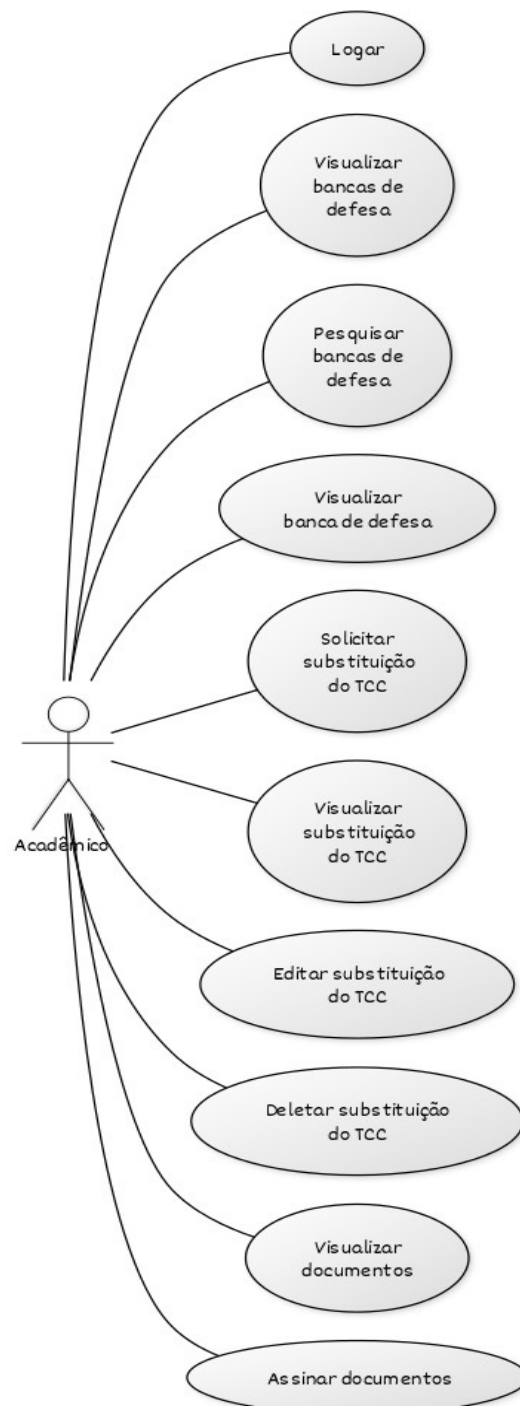 Logar
Visualizar
bancas de
defesa
Pesquisar
bancas de
defesa
Visualizar
banca de defesa
Solicitar
substituição
do TCC
Visualizar
substituição
do TCC
Acadêmico
Editar substituição
do TCC
Deletar substituição
do TCC
Visualizar
documentos
Assinar documentos